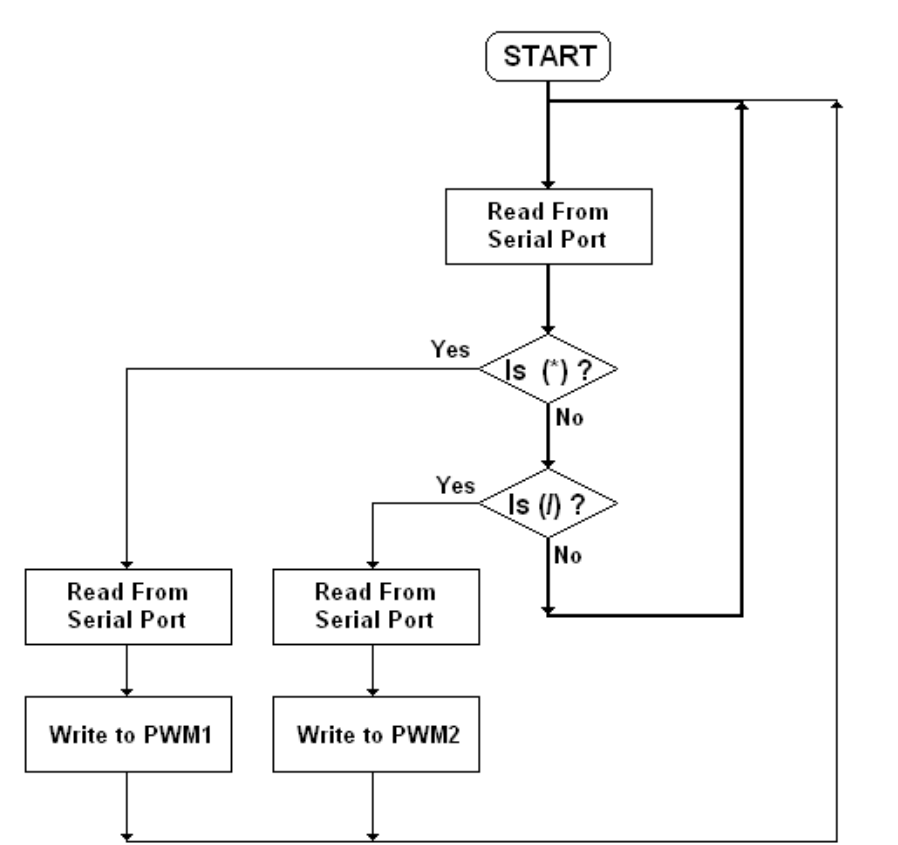 START
Read From
Serial Port
Yes
Is (*) ?
No
Yes
Is (/) ?
No
Read From
Serial Port
Read From
Serial Port
Write to PWM1
Write to PWM2